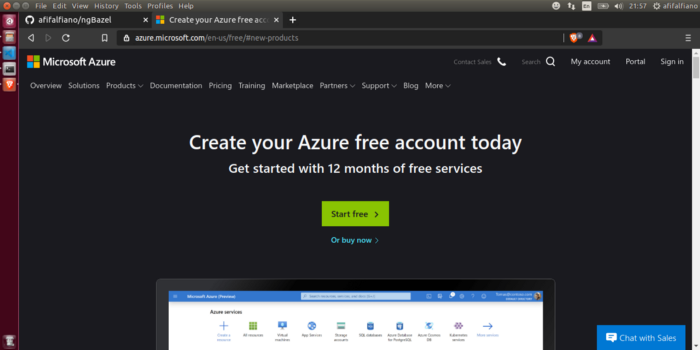 File Edit View History Tools Profiles Help
21:57 afifalfiano
afifalfiano/ngBazel
Create your Azure free acco
azure.microsoft.com/en-us/free/#new-products
Microsoft Azure
Contact Sales
Search
My account
Portal
Sign in
Overview Solutions Products Documentation Pricing Training Marketplace Partners Support Blog More
Create your Azure free account today
Get started with 12 months of free services
Start free
Or buy now
Microsoft Azure (Preview)
Azure services
Create a resource
All resources
Virtual machines
App Services
Storage accounts
SQL databases
Azure Database for PostgreSQL
Azure Cosmos DB
Kubernetes services
More services
Chat with Sales